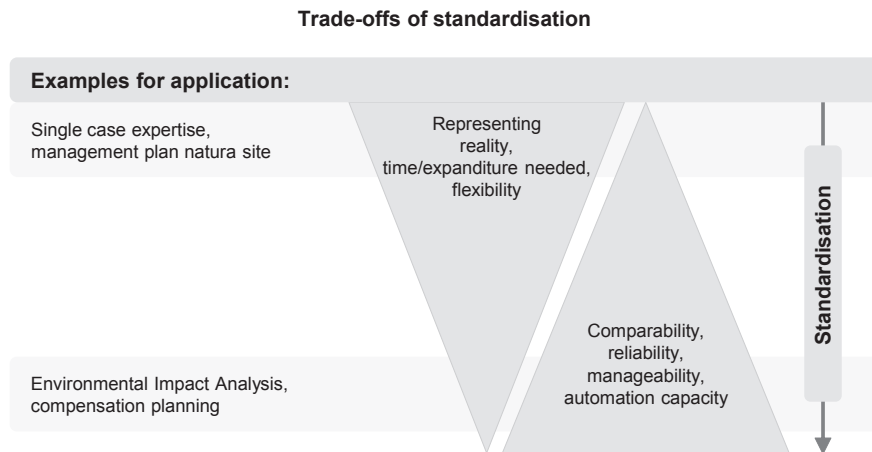 Trade-offs of standardisation
Examples for application:
Single case expertise,
management plan natura site
Representing
reality,
time/expanditure needed,
flexibility
Standardisation
Comparability,
reliability,
manageability,
automation capacity
Environmental Impact Analysis,
compensation planning